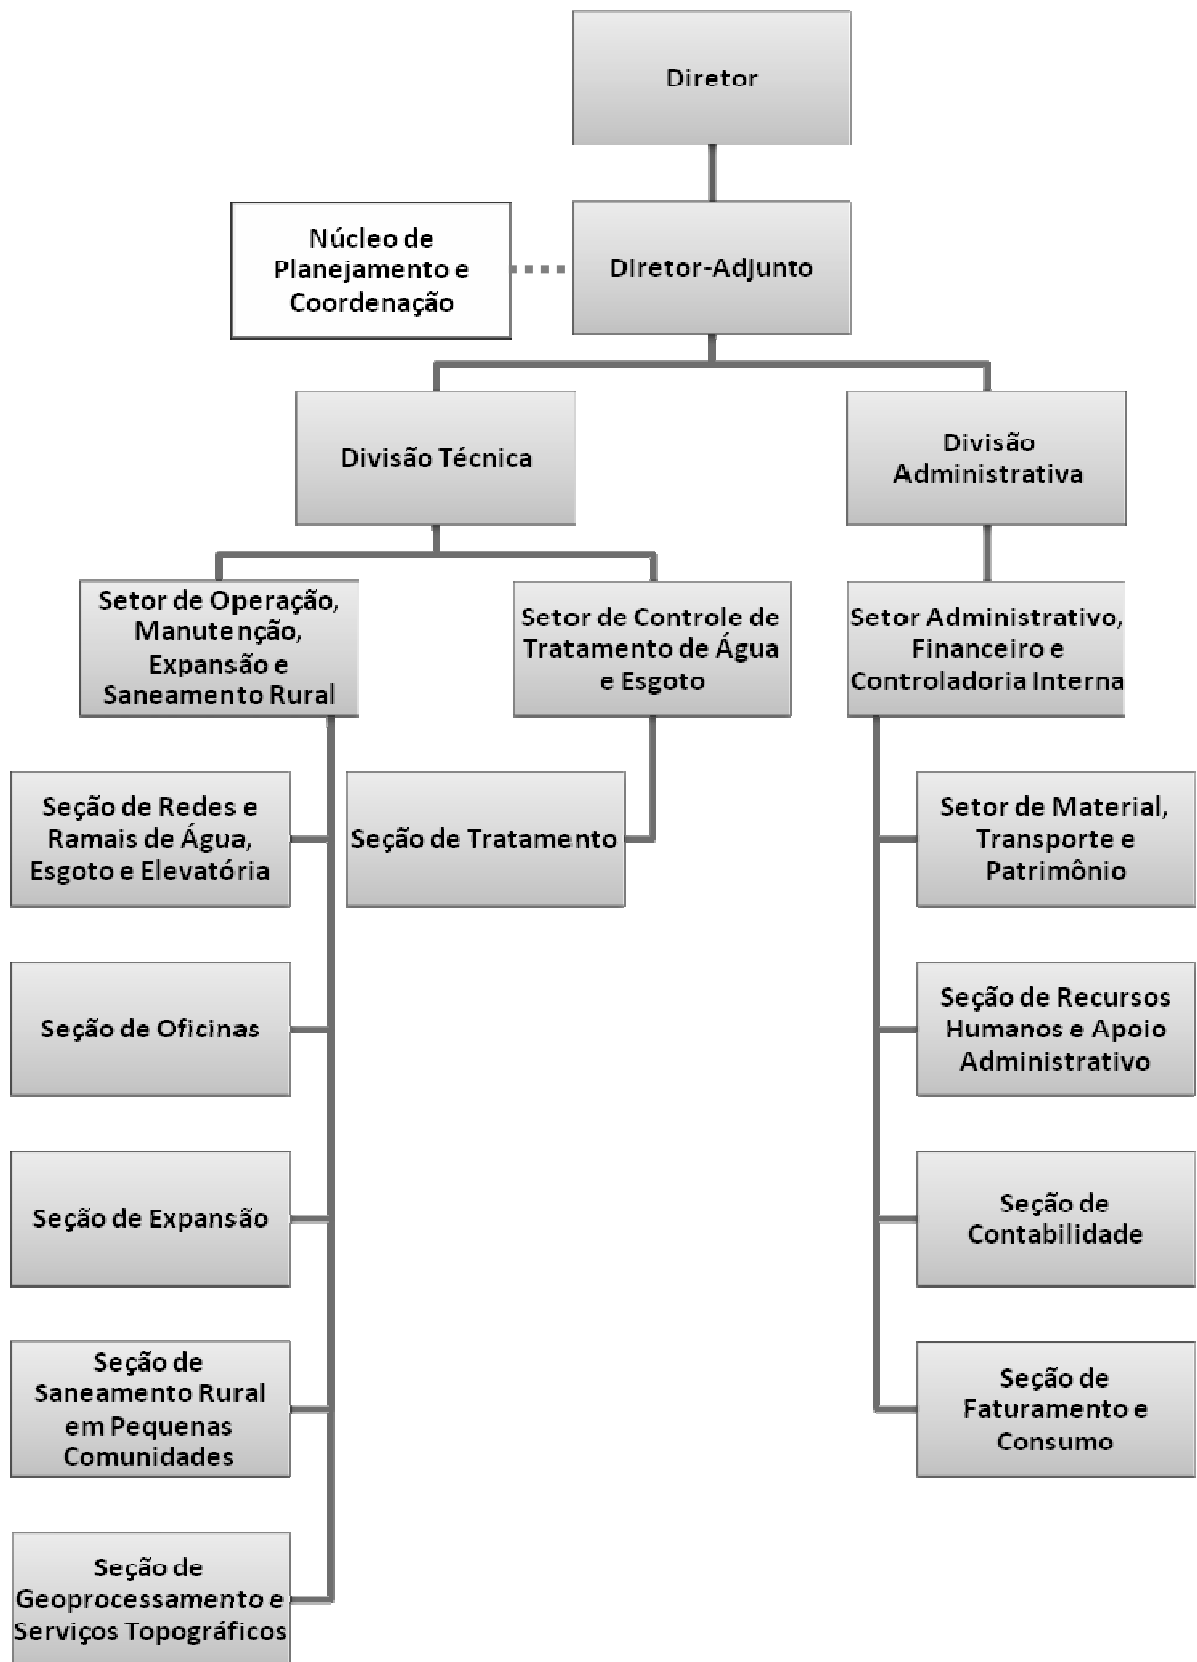 Diretor
Núcleo de
Planejamento e
Coordenação
Diretor-Adjunto
Divisão Técnica
Divisão
Administrativa
Setor de Operação,
Manutenção,
Expansão e
Saneamento Rural
Setor de Controle de
Tratamento de Água
e Esgoto
Setor Administrativo,
Financeiro e
Controladoria Interna
Seção de Redes e
Ramais de Água,
Esgoto e Elevatória
Seção de Tratamento
Setor de Material,
Transporte e
Patrimônio
Seção de Oficinas
Seção de Recursos
Humanos e Apoio
Administrativo
Seção de Expansão
Seção de
Contabilidade
Seção de
Saneamento Rural
em Pequenas
Comunidades
Seção de
Faturamento e
Consumo
Seção de
Geoprocessamento e
Serviços Topográficos